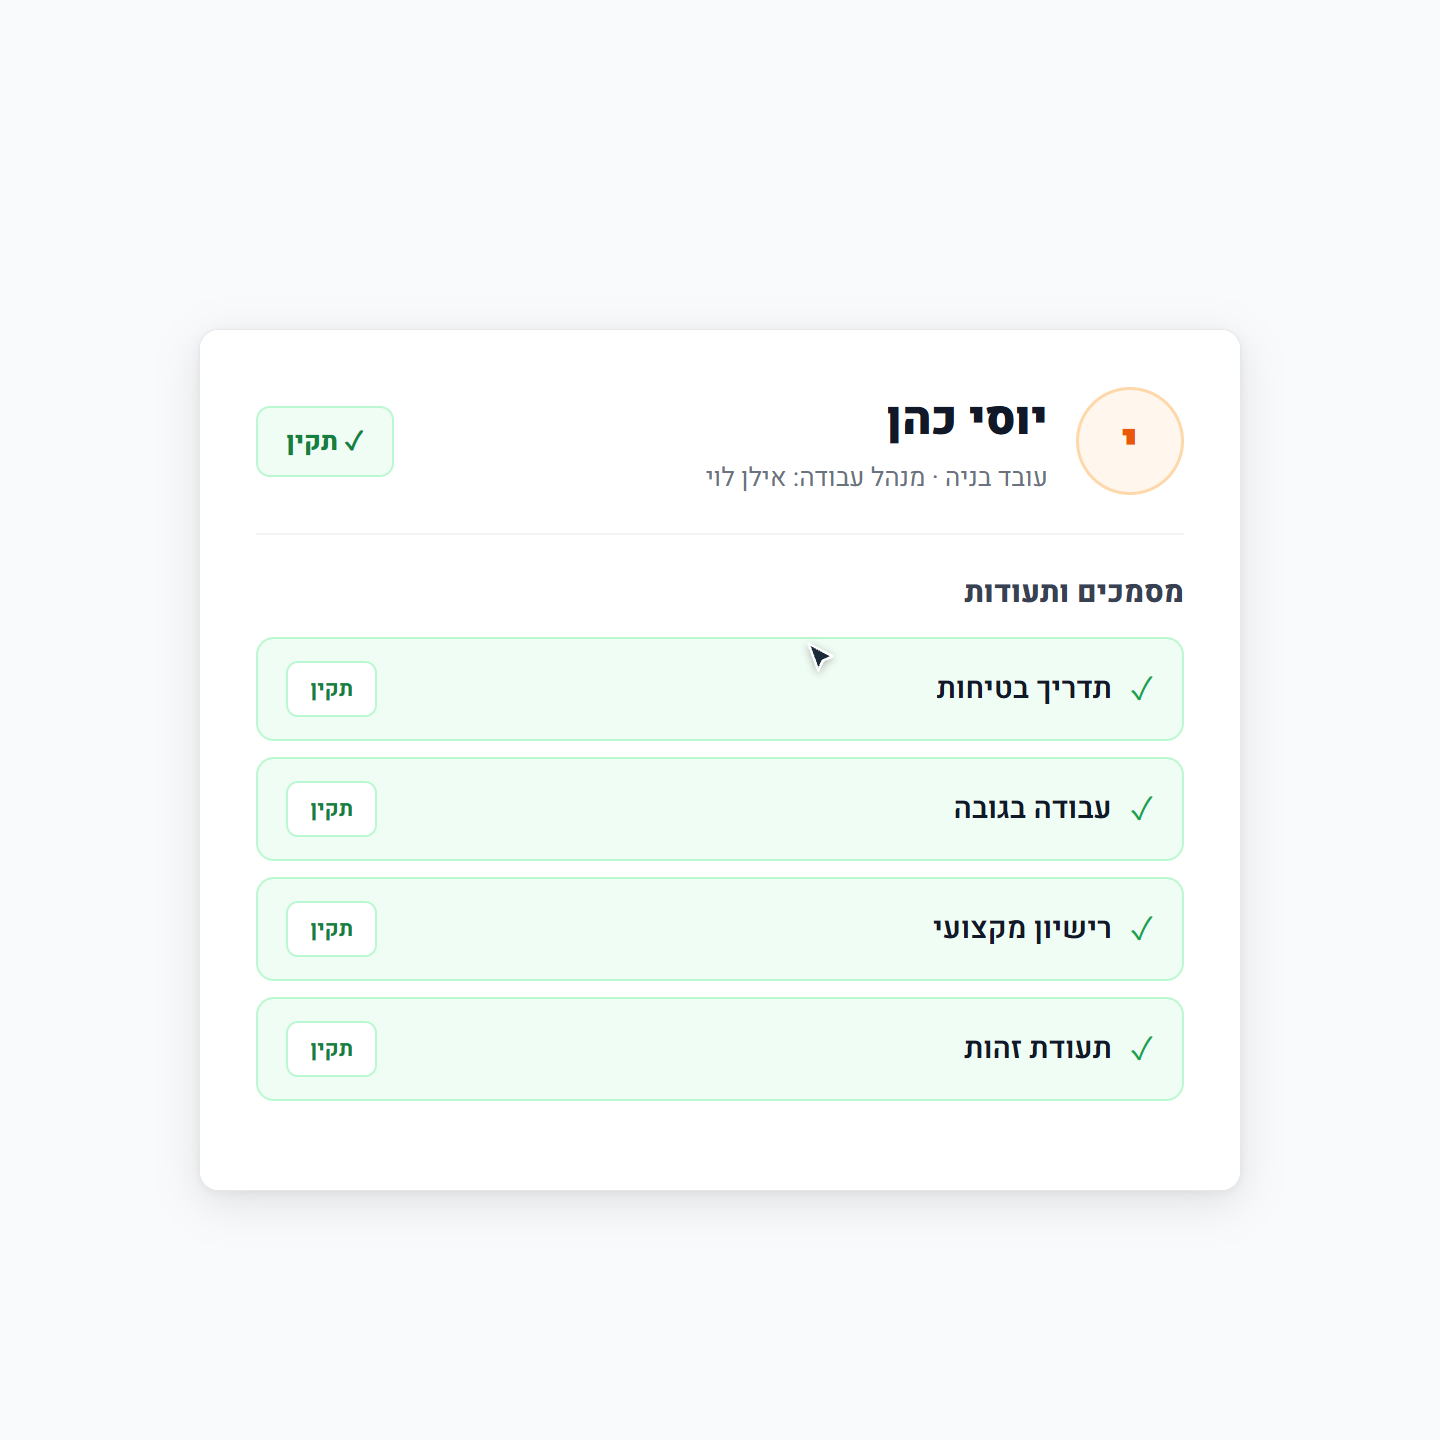 י
יוסי כהן
עובד בניה · מנהל עבודה: אילן לוי
✓ תקין
מסמכים ותעודות
✓ תדריך בטיחות
תקין
✓ עבודה בגובה
תקין
✓ רישיון מקצועי
תקין
✓ תעודת זהות
תקין